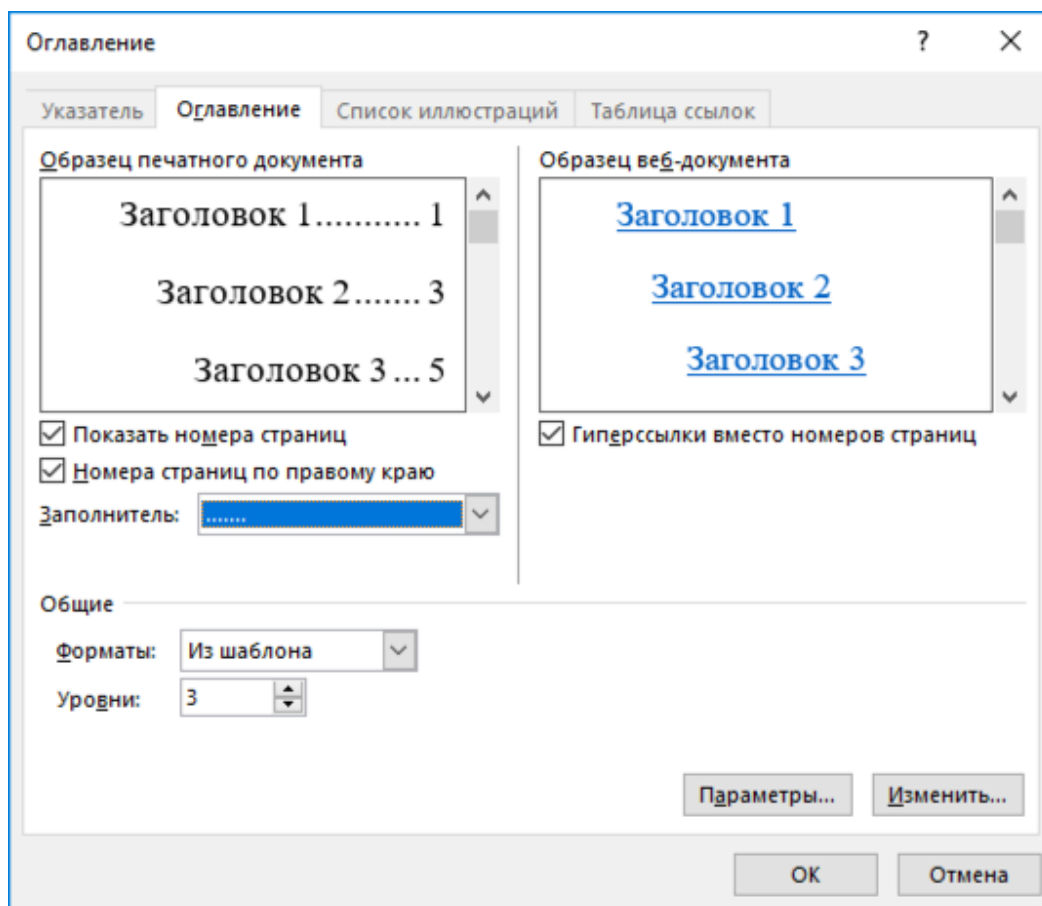 Оглавление ?
Указатель Оглавление Список иллюстраций Таблица ссылок
Образец печатного документа
Заголовок 1........... 1
Заголовок 2....... 3
Заголовок 3 ... 5
Показать номера страниц
Номера страниц по правому краю
Заполнитель: .......
Образец веб-документа
Заголовок 1
Заголовок 2
Заголовок 3
Гиперссылки вместо номеров страниц
Общие
Форматы: Из шаблона
Уровни: 3
Параметры... Изменить...
ОК Отмена